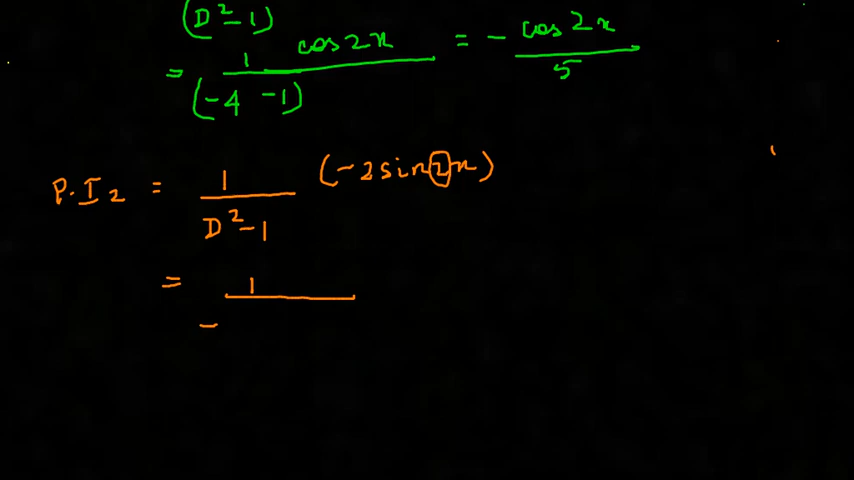 (D²-1)
= 1/(-4 -1) cos2x = - cos2x/5
P.I₂ = 1/(D²-1) (-2sin2x)
= 1/-